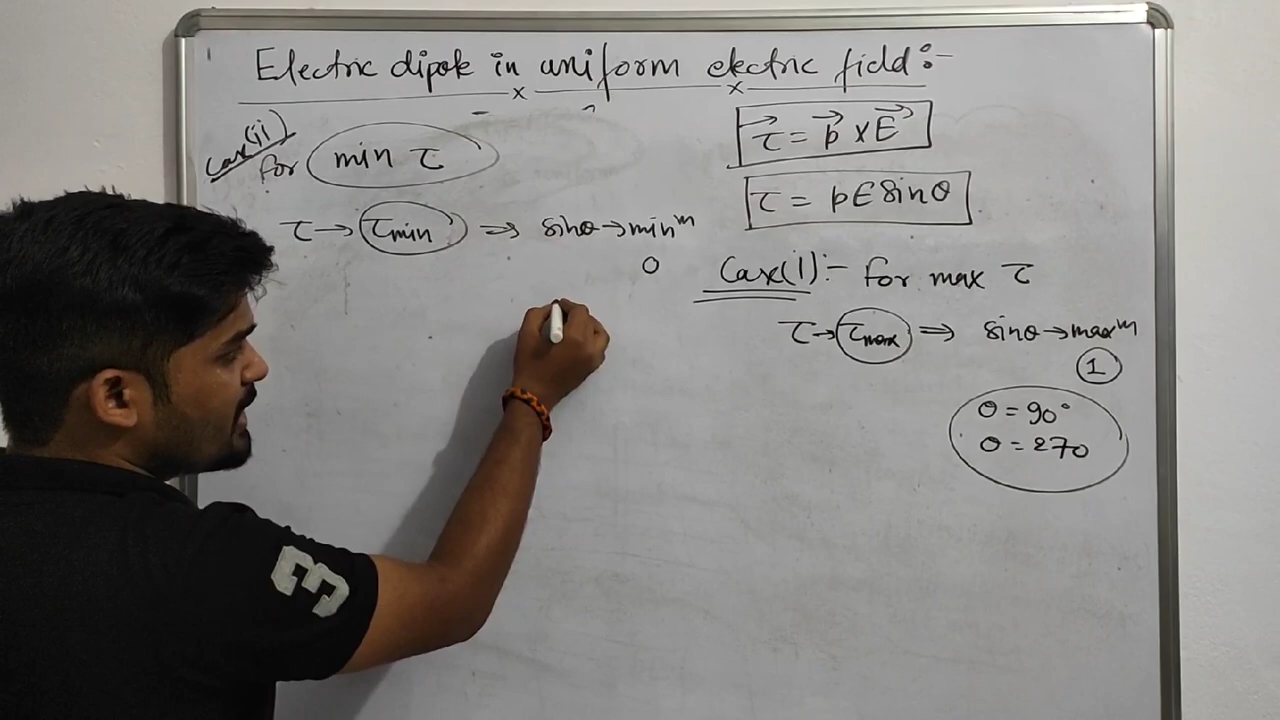 Electric dipole in uniform electric field :-
τ⃗ = p⃗ × E⃗
τ = pE sinθ
Case(i) :- for max τ
τ → τmax ⇒ sinθ → maxᵐ
1
θ = 90°
θ = 270
Case(ii)
for min τ
τ → τmin ⇒ sinθ → minᵐ
0
3